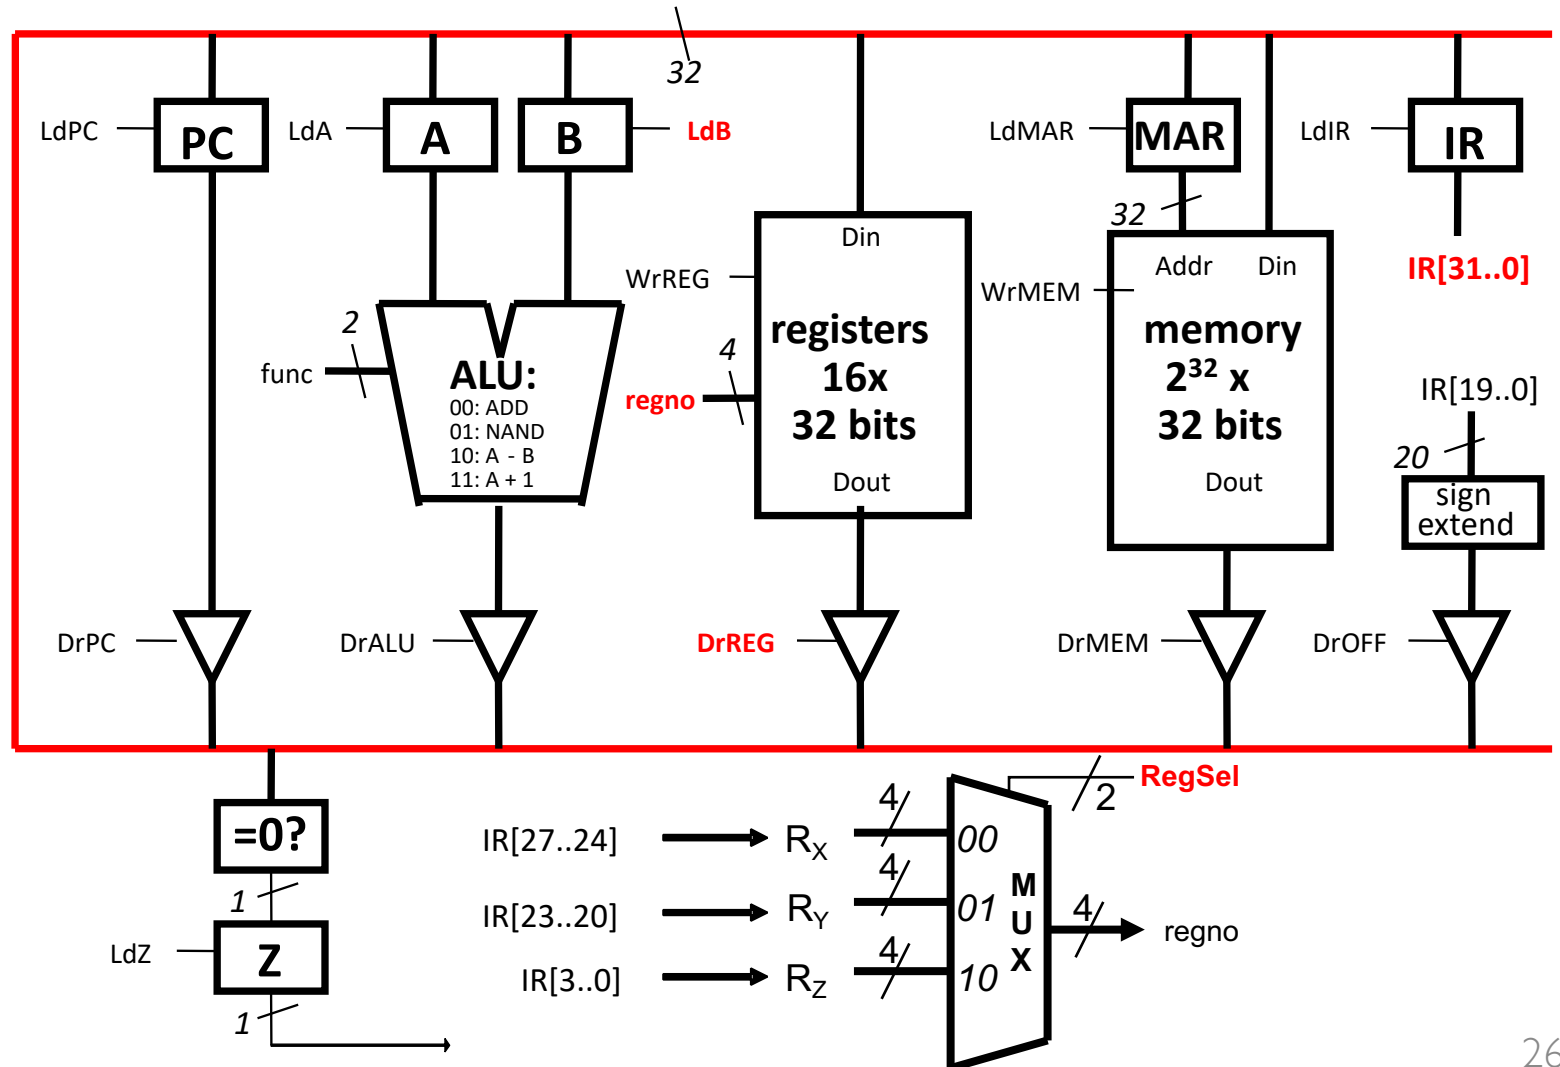 32
LdPC
PC
LdA
A
B
LdB
LdMAR
MAR
LdIR
IR
32
Din
WrREG
Addr
Din
WrMEM
IR[31..0]
2
func
ALU:
00: ADD
01: NAND
10: A - B
11: A + 1
4
regno
registers
16x
32 bits
Dout
memory
2³² x
32 bits
Dout
IR[19..0]
20
sign
extend
DrPC
DrALU
DrREG
DrMEM
DrOFF
=0?
1
LdZ
Z
1
RegSel
2
IR[27..24]
RX
4
00
IR[23..20]
RY
4
01
IR[3..0]
RZ
4
10
M
U
X
4
regno
26